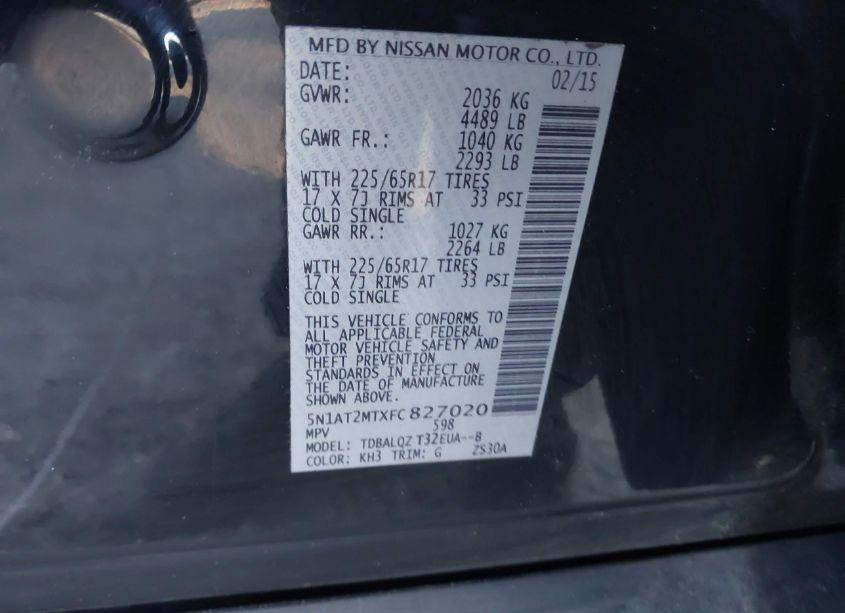 MFD BY NISSAN MOTOR CO., LTD.
DATE: 02/15
GVWR: 2036 KG
4489 LB
GAWR FR.: 1040 KG
2293 LB
WITH 225/65R17 TIRES
17 X 7J RIMS AT 33 PSI
COLD SINGLE
GAWR RR.: 1027 KG
2264 LB
WITH 225/65R17 TIRES
17 X 7J RIMS AT 33 PSI
COLD SINGLE
THIS VEHICLE CONFORMS TO
ALL APPLICABLE FEDERAL
MOTOR VEHICLE SAFETY AND
THEFT PREVENTION
STANDARDS IN EFFECT ON
THE DATE OF MANUFACTURE
SHOWN ABOVE.
5N1AT2MTXFC827020
MPV 598
MODEL: TDBALQZ T32EUA--B
COLOR: KH3 TRIM: G ZS30A